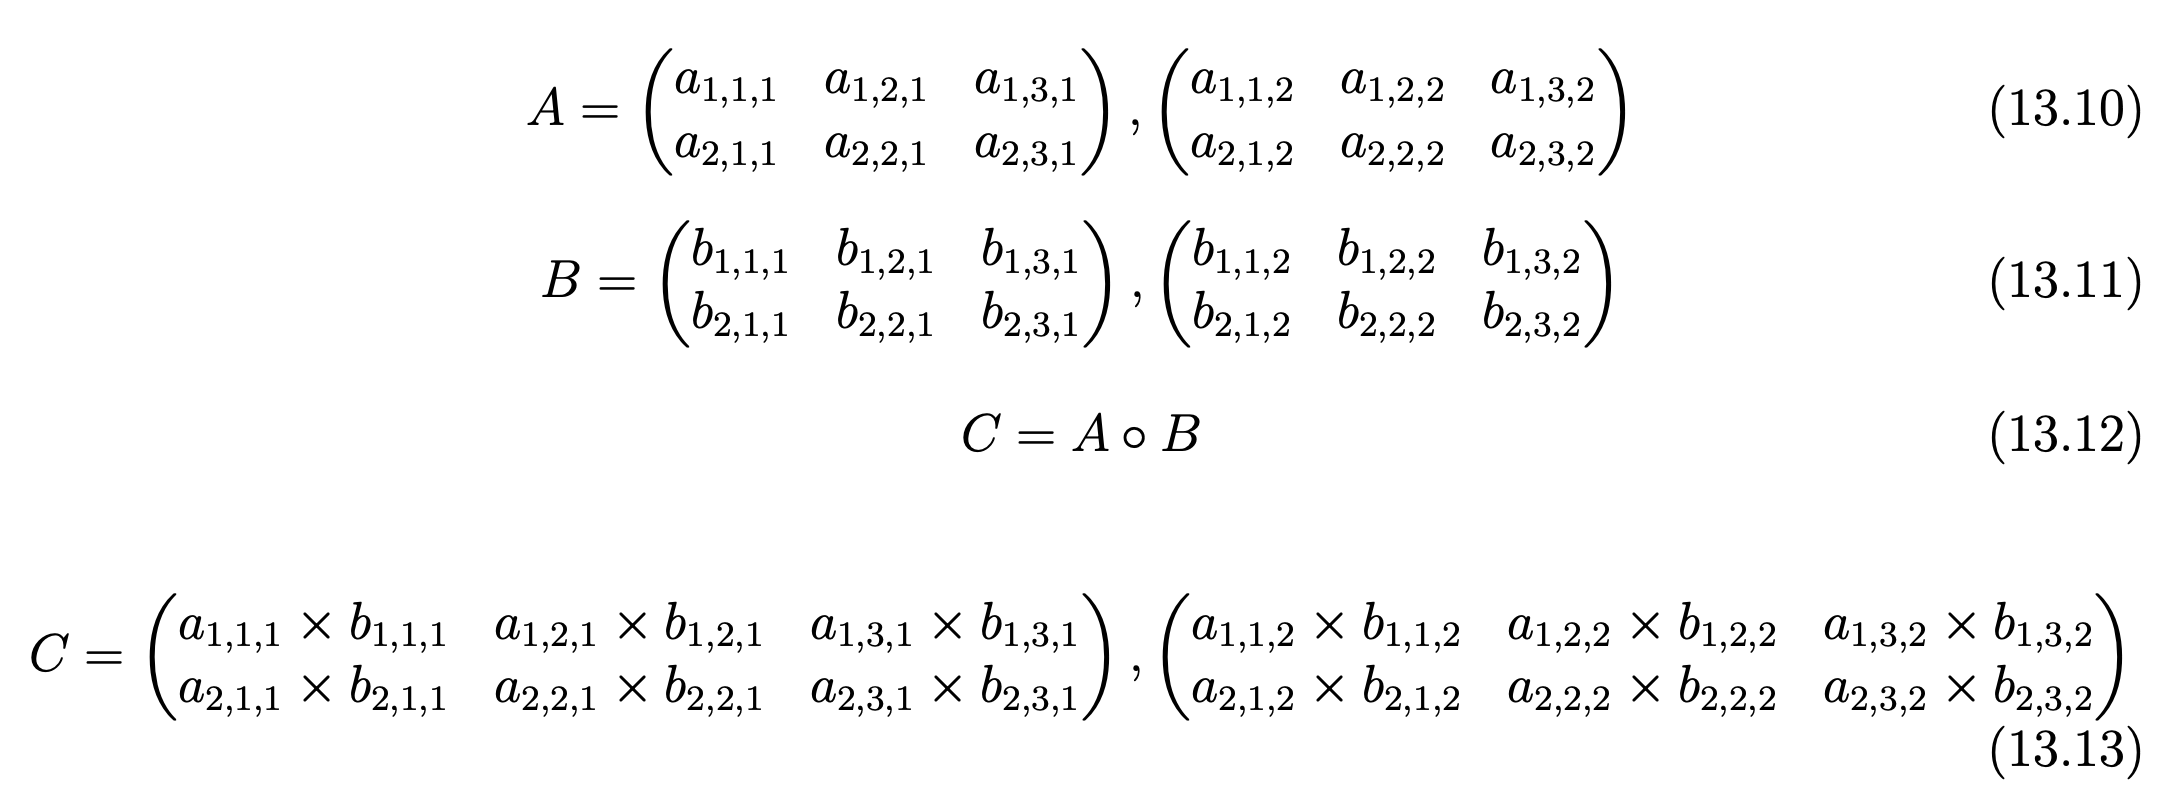 $A = \begin{pmatrix} a_{1,1,1} & a_{1,2,1} & a_{1,3,1} \\ a_{2,1,1} & a_{2,2,1} & a_{2,3,1} \end{pmatrix}, \begin{pmatrix} a_{1,1,2} & a_{1,2,2} & a_{1,3,2} \\ a_{2,1,2} & a_{2,2,2} & a_{2,3,2} \end{pmatrix}$ (13.10)
$B = \begin{pmatrix} b_{1,1,1} & b_{1,2,1} & b_{1,3,1} \\ b_{2,1,1} & b_{2,2,1} & b_{2,3,1} \end{pmatrix}, \begin{pmatrix} b_{1,1,2} & b_{1,2,2} & b_{1,3,2} \\ b_{2,1,2} & b_{2,2,2} & b_{2,3,2} \end{pmatrix}$ (13.11)
$C = A \circ B$ (13.12)
$C = \begin{pmatrix} a_{1,1,1} \times b_{1,1,1} & a_{1,2,1} \times b_{1,2,1} & a_{1,3,1} \times b_{1,3,1} \\ a_{2,1,1} \times b_{2,1,1} & a_{2,2,1} \times b_{2,2,1} & a_{2,3,1} \times b_{2,3,1} \end{pmatrix}, \begin{pmatrix} a_{1,1,2} \times b_{1,1,2} & a_{1,2,2} \times b_{1,2,2} & a_{1,3,2} \times b_{1,3,2} \\ a_{2,1,2} \times b_{2,1,2} & a_{2,2,2} \times b_{2,2,2} & a_{2,3,2} \times b_{2,3,2} \end{pmatrix}$
(13.13)